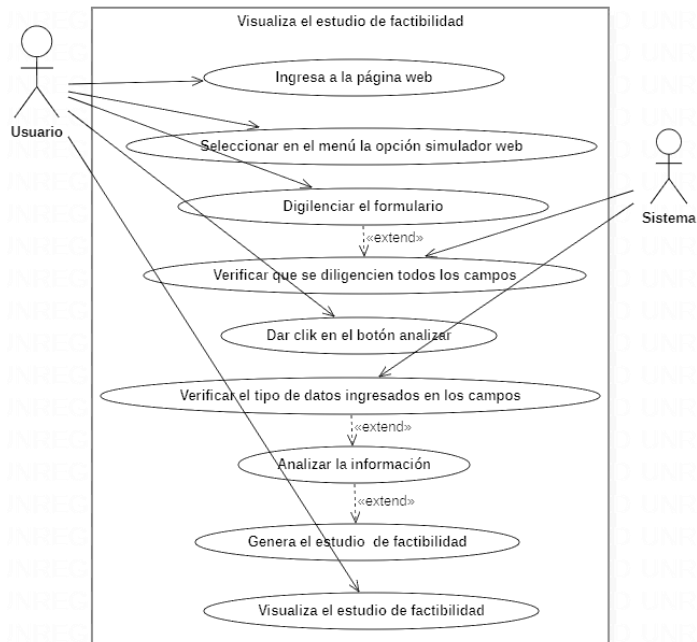 Visualiza el estudio de factibilidad
Ingresa a la página web
Usuario
Seleccionar en el menú la opción simulador web
Digilenciar el formulario
Sistema
«extend»
Verificar que se diligencien todos los campos
Dar clik en el botón analizar
Verificar el tipo de datos ingresados en los campos
«extend»
Analizar la información
«extend»
Genera el estudio de factibilidad
Visualiza el estudio de factibilidad